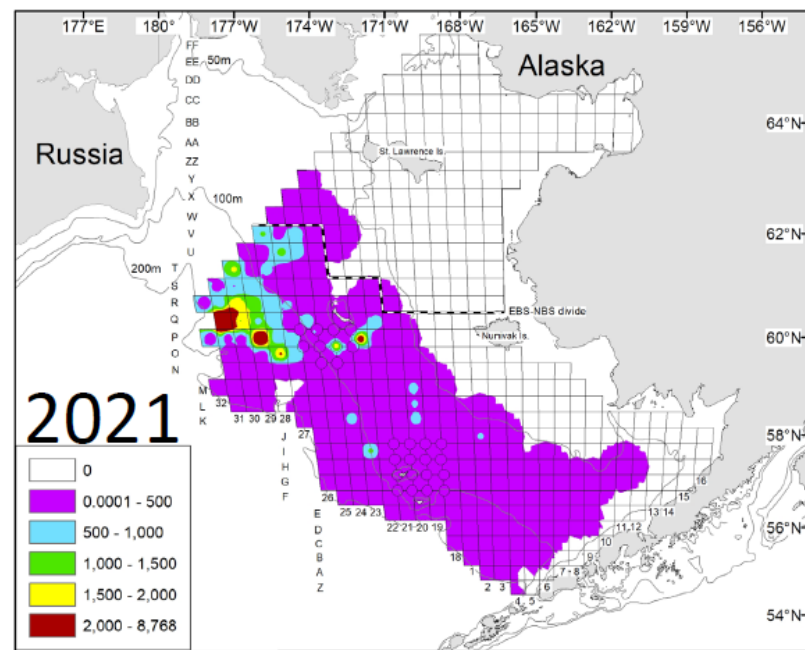 177°E 180° 177°W 174°W 171°W 168°W 165°W 162°W 159°W 156°W
FF
EE 50m
DD
CC
BB
AA
ZZ
Y
X 100m
W
V
U
200m T
S
R
Q
P
O
N
M
L
K
Alaska
Russia
St. Lawrence Is.
64°N
62°N
EBS-NBS divide
Nunivak Is.
60°N
58°N
56°N
54°N
2021
32
31 30 29 28
27
J
I
H
G
F
26
25 24 23
22 21 20 19
18
E
D
C
B
A
Z
1
2 3
4 5
6
7 8
9
10
11 12
13 14
15
16
0
0.0001 - 500
500 - 1,000
1,000 - 1,500
1,500 - 2,000
2,000 - 8,768